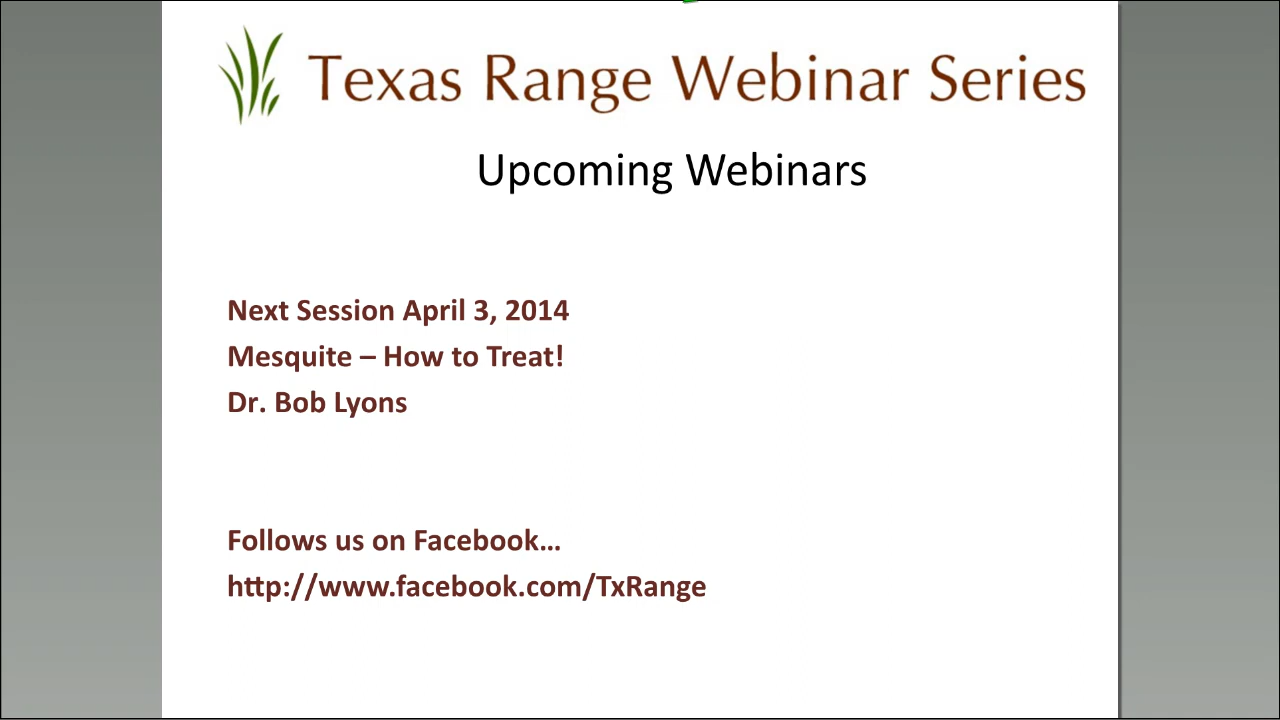 Texas Range Webinar Series
Upcoming Webinars
Next Session April 3, 2014
Mesquite – How to Treat!
Dr. Bob Lyons
Follows us on Facebook…
http://www.facebook.com/TxRange